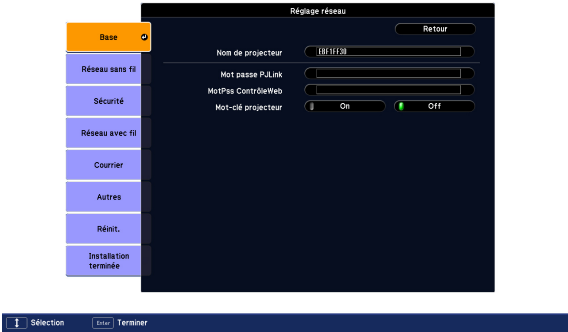 Réglage réseau
Retour
Base
Nom de projecteur
EBF1EF30
Réseau sans fil
Mot passe PJLink
MotPss ContrôleWeb
Sécurité
Mot-clé projecteur
On
Off
Réseau avec fil
Courrier
Autres
Réinit.
Installation
terminée
Sélection
Enter
Terminer